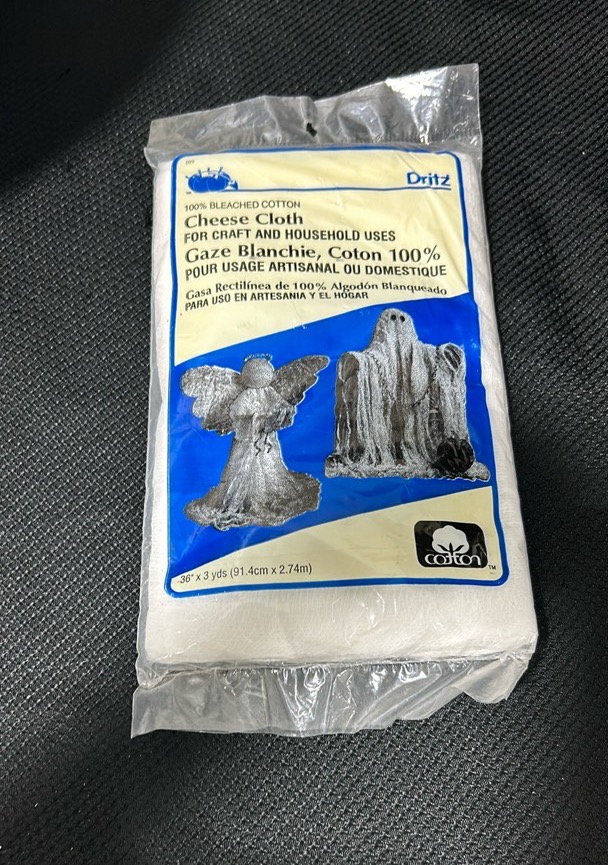 Dritz
100% BLEACHED COTTON
Cheese Cloth
FOR CRAFT AND HOUSEHOLD USES
Gaze Blanchie, Coton 100%
POUR USAGE ARTISANAL OU DOMESTIQUE
Gasa Rectilínea de 100% Algodón Blanqueado
PARA USO EN ARTESANIA Y EL HOGAR
cotton
TM
36" x 3 yds (91.4cm x 2.74m)